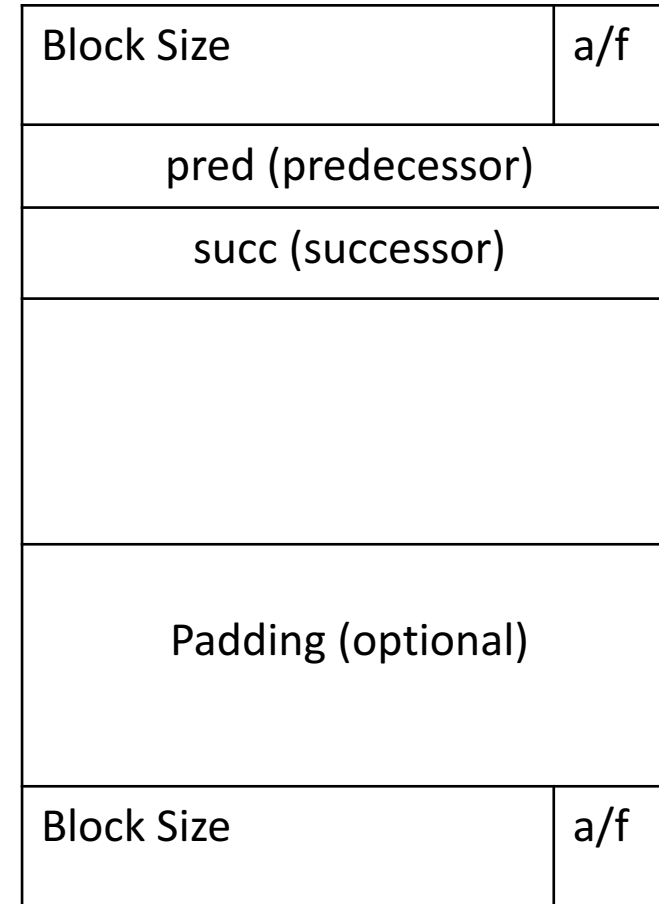 Block Size a/f
pred (predecessor)
succ (successor)
Padding (optional)
Block Size a/f